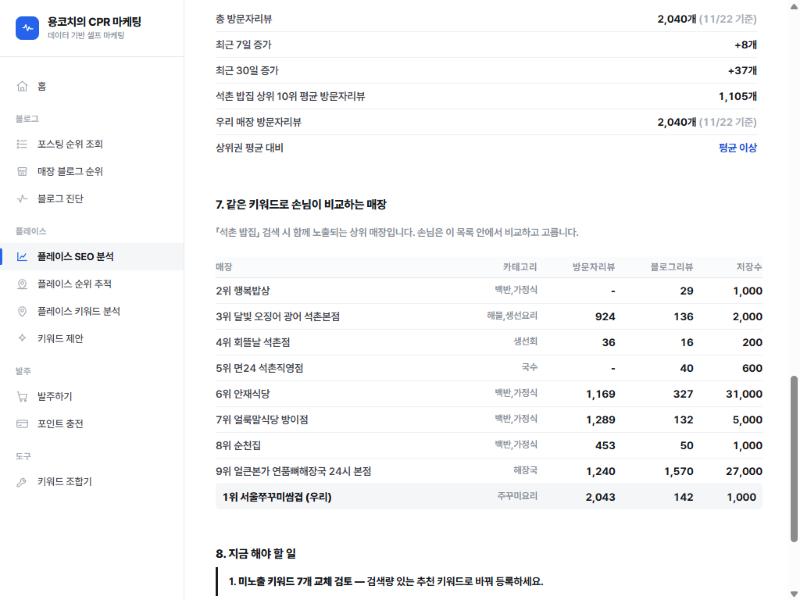 용코치의 CPR 마케팅
데이터 기반 셀프 마케팅
홈
블로그
포스팅 순위 조회
매장 블로그 순위
블로그 진단
플레이스
플레이스 SEO 분석
플레이스 순위 추적
플레이스 키워드 분석
키워드 제안
발주
발주하기
포인트 충전
도구
키워드 조합기
총 방문자리뷰 2,040개 (11/22 기준)
최근 7일 증가 +8개
최근 30일 증가 +37개
석촌 밥집 상위 10위 평균 방문자리뷰 1,105개
우리 매장 방문자리뷰 2,040개 (11/22 기준)
상위권 평균 대비 평균 이상
7. 같은 키워드로 손님이 비교하는 매장
「석촌 밥집」 검색 시 함께 노출되는 상위 매장입니다. 손님은 이 목록 안에서 비교하고 고릅니다.
매장 카테고리 방문자리뷰 블로그리뷰 저장수
2위 행복밥상 백반,가정식 - 29 1,000
3위 달빛 오징어 광어 석촌본점 해물,생선요리 924 136 2,000
4위 회뜰날 석촌점 생선회 36 16 200
5위 면24 석촌직영점 국수 - 40 600
6위 안재식당 백반,가정식 1,169 327 31,000
7위 얼룩말식당 방이점 백반,가정식 1,289 132 5,000
8위 순천집 백반,가정식 453 50 1,000
9위 얼큰본가 연품뼈해장국 24시 본점 해장국 1,240 1,570 27,000
1위 서울쭈꾸미쌈겹 (우리) 주꾸미요리 2,043 142 1,000
8. 지금 해야 할 일
1. 미노출 키워드 7개 교체 검토 — 검색량 있는 추천 키워드로 바꿔 등록하세요.